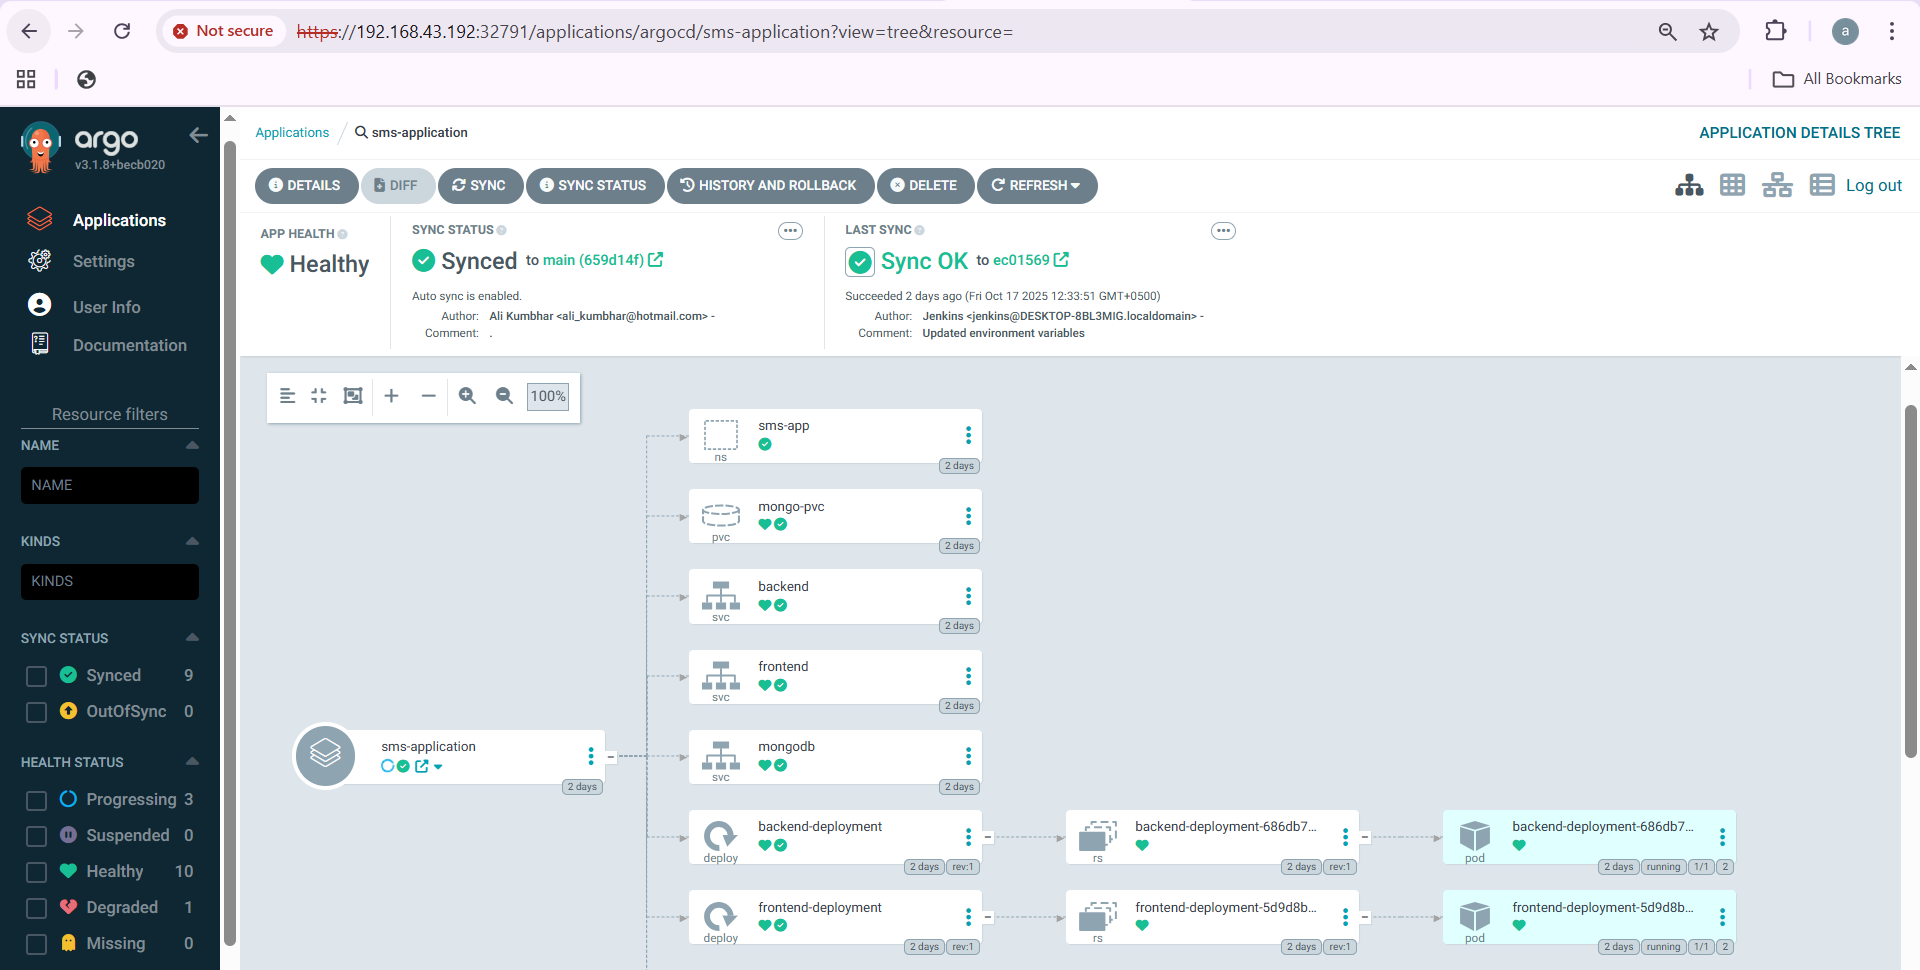 Not secure
https://192.168.43.192:32791/applications/argocd/sms-application?view=tree&resource=
a
All Bookmarks
argo
v3.1.8+becb020
Applications
Settings
User Info
Documentation
Resource filters
NAME
NAME
KINDS
KINDS
SYNC STATUS
Synced 9
OutOfSync 0
HEALTH STATUS
Progressing 3
Suspended 0
Healthy 10
Degraded 1
Missing 0
Applications / sms-application
APPLICATION DETAILS TREE
DETAILS
DIFF
SYNC
SYNC STATUS
HISTORY AND ROLLBACK
DELETE
REFRESH
Log out
APP HEALTH
Healthy
SYNC STATUS
Synced to main (659d14f)
Auto sync is enabled.
Author: Ali Kumbhar <ali_kumbhar@hotmail.com> -
Comment: .
LAST SYNC
Sync OK to ec01569
Succeeded 2 days ago (Fri Oct 17 2025 12:33:51 GMT+0500)
Author: Jenkins <jenkins@DESKTOP-8BL3MIG.localdomain> -
Comment: Updated environment variables
100%
sms-application
2 days
sms-app
ns
2 days
mongo-pvc
pvc
2 days
backend
svc
2 days
frontend
svc
2 days
mongodb
svc
2 days
backend-deployment
deploy
2 days rev:1
backend-deployment-686db7...
rs
2 days rev:1
backend-deployment-686db7...
pod
2 days running 1/1 2
frontend-deployment
deploy
2 days rev:1
frontend-deployment-5d9d8b...
rs
2 days rev:1
frontend-deployment-5d9d8b...
pod
2 days running 1/1 2